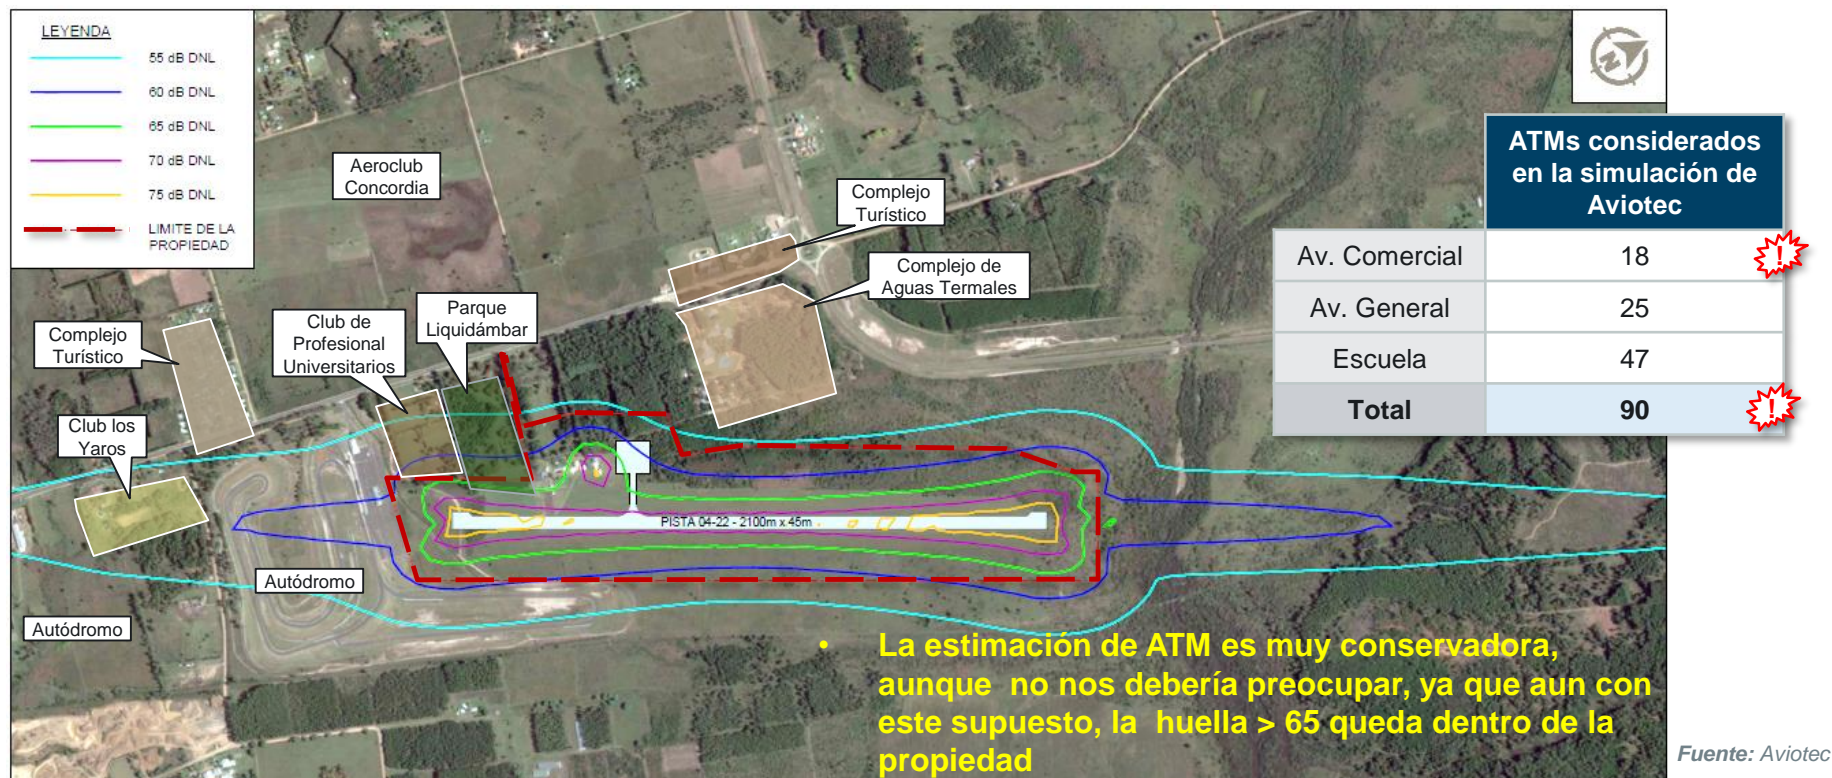 LEYENDA
55 dB DNL
60 dB DNL
65 dB DNL
70 dB DNL
75 dB DNL
LIMITE DE LA
PROPIEDAD
N
Aeroclub
Concordia
Complejo
Turístico
Complejo de
Aguas Termales
Parque
Liquidámbar
Club de
Profesional
Universitarios
Complejo
Turístico
Club los
Yaros
Autódromo
Autódromo
PISTA 04-22 - 2100m x 45m
ATMs considerados
en la simulación de
Aviotec
Av. Comercial 18 !
Av. General 25
Escuela 47
Total 90 !
• La estimación de ATM es muy conservadora,
aunque no nos debería preocupar, ya que aun con
este supuesto, la huella > 65 queda dentro de la
propiedad
Fuente: Aviotec